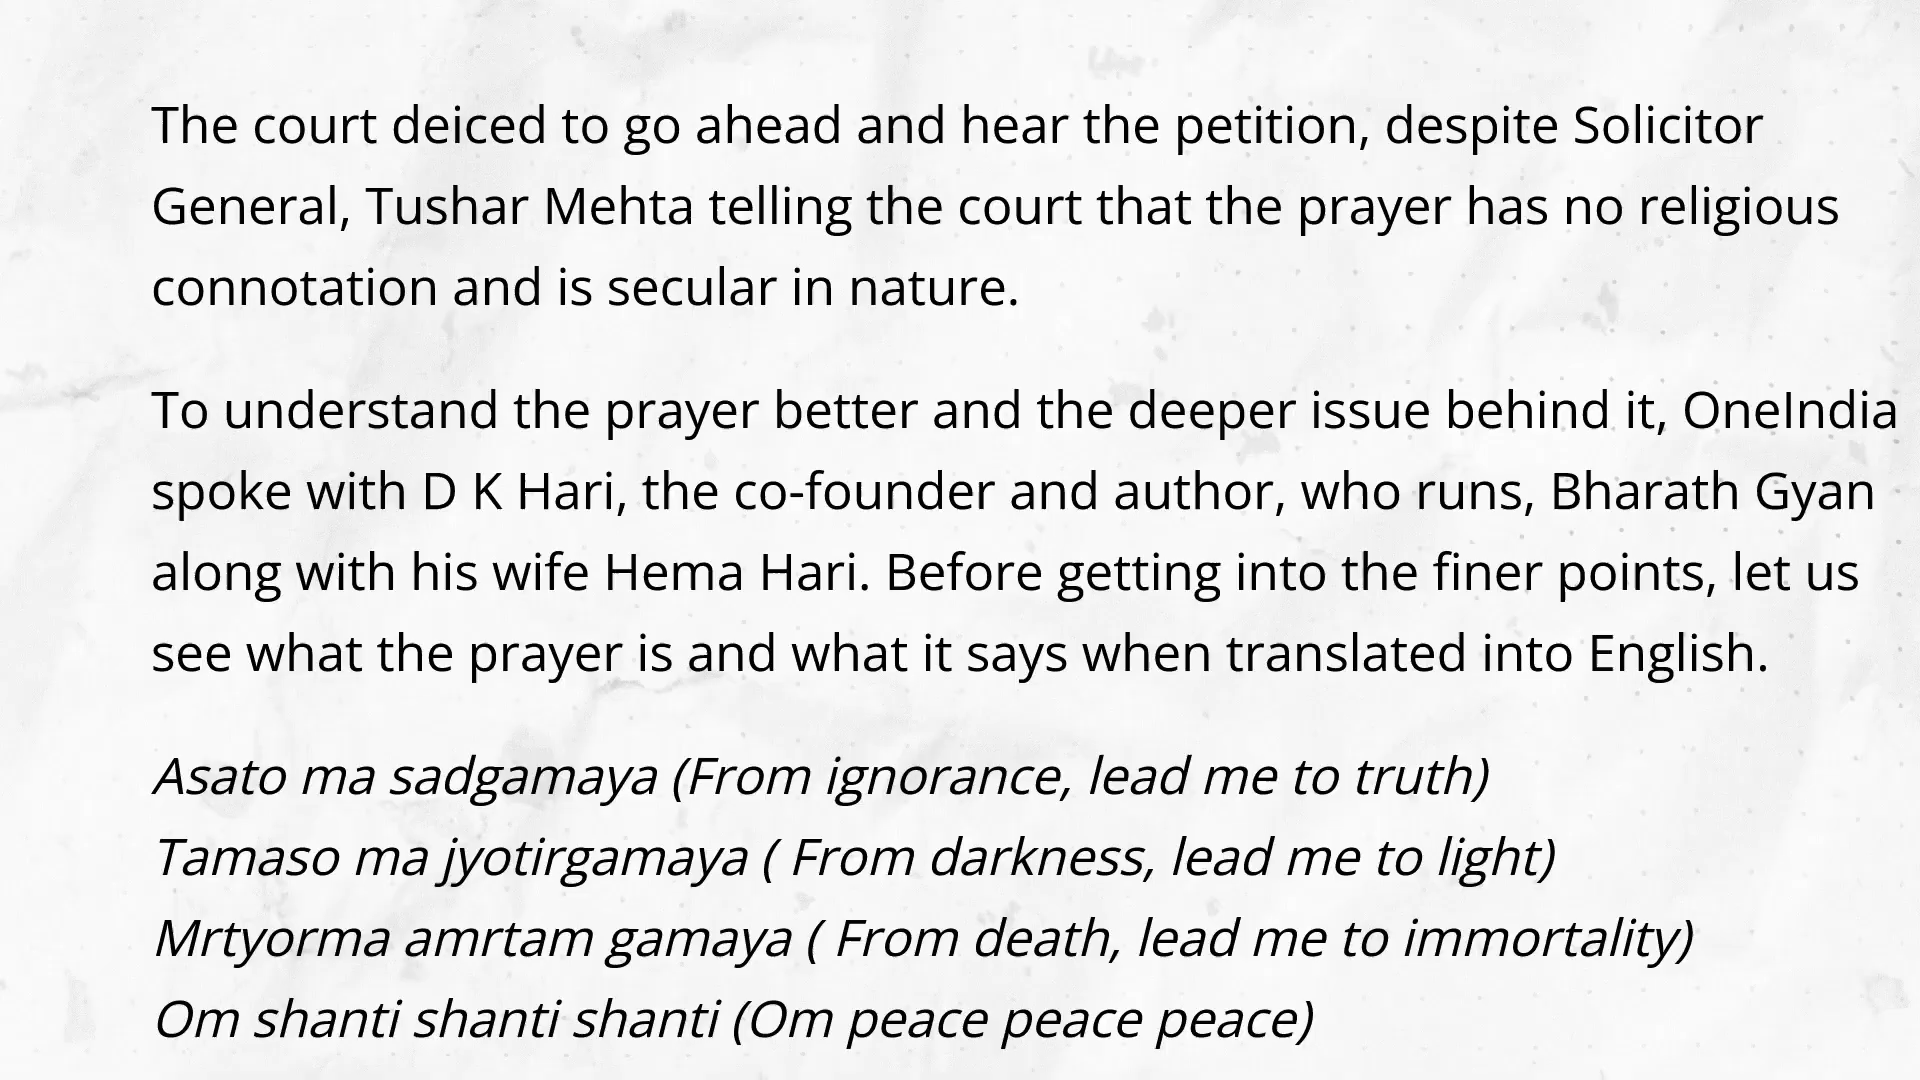 The court deiced to go ahead and hear the petition, despite Solicitor
General, Tushar Mehta telling the court that the prayer has no religious
connotation and is secular in nature.
To understand the prayer better and the deeper issue behind it, OneIndia
spoke with D K Hari, the co-founder and author, who runs, Bharath Gyan
along with his wife Hema Hari. Before getting into the finer points, let us
see what the prayer is and what it says when translated into English.
Asato ma sadgamaya (From ignorance, lead me to truth)
Tamaso ma jyotirgamaya ( From darkness, lead me to light)
Mrtyorma amrtam gamaya ( From death, lead me to immortality)
Om shanti shanti shanti (Om peace peace peace)